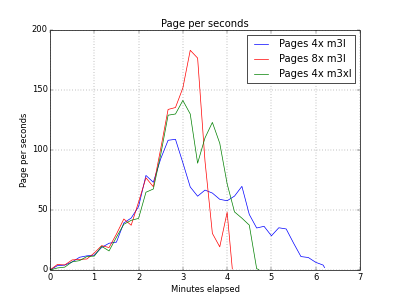 Page per seconds
200
150
100
50
0
Page per seconds
Pages 4x m3l
Pages 8x m3l
Pages 4x m3xl
0 1 2 3 4 5 6 7
Minutes elapsed